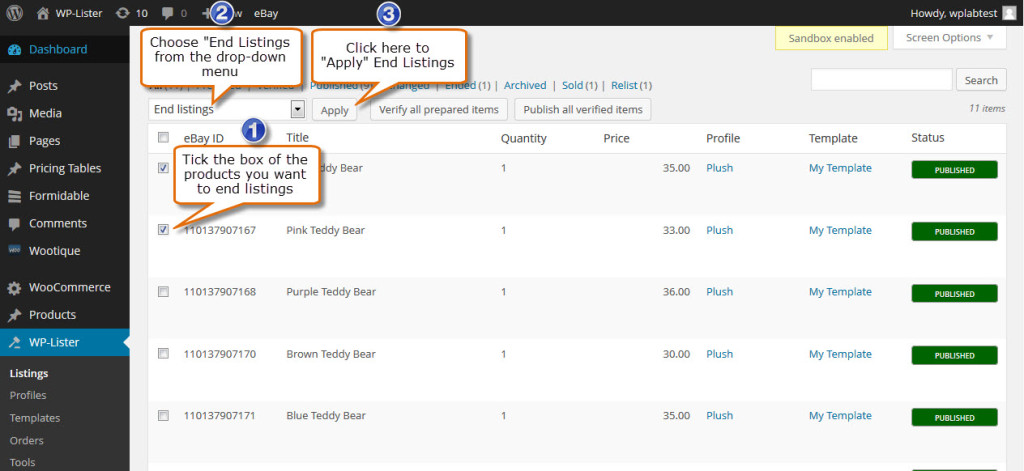 WP-Lister 10 0 eBay Howdy, wplabtest
2 3
Choose "End Listings
from the drop-down
menu
Click here to
"Apply" End Listings
Sandbox enabled Screen Options
Dashboard
Posts
Media
Pages
Pricing Tables
Formidable
Comments
Wootique
WooCommerce
Products
WP-Lister
Listings
Profiles
Templates
Orders
Tools
Ended (1) | Archived | Sold (1) | Relist (1)
Search
End listings Apply Verify all prepared items Publish all verified items 11 items
1
eBay ID Title Quantity Price Profile Template Status
Tick the box of the
products you want
to end listings
Bear 1 35.00 Plush My Template PUBLISHED
110137907167 Pink Teddy Bear 1 33.00 Plush My Template PUBLISHED
110137907168 Purple Teddy Bear 1 36.00 Plush My Template PUBLISHED
110137907170 Brown Teddy Bear 1 30.00 Plush My Template PUBLISHED
110137907171 Blue Teddy Bear 1 35.00 Plush My Template PUBLISHED